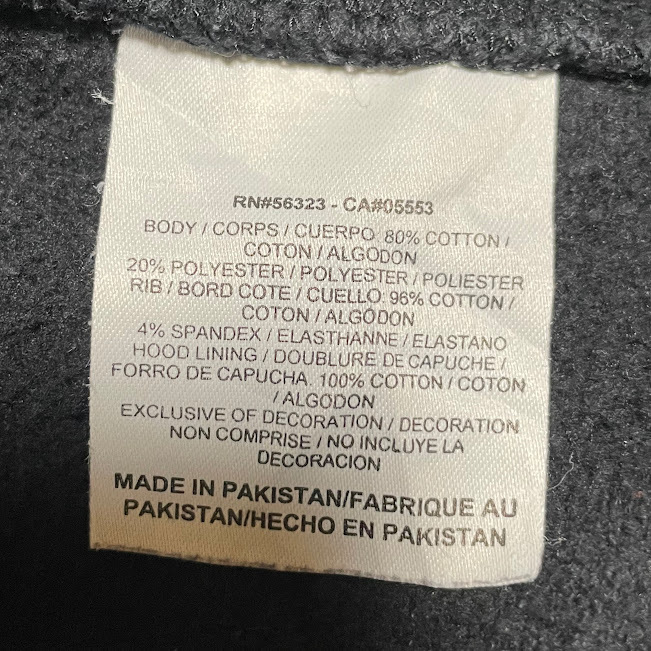 RN#56323 - CA#05553
BODY / CORPS / CUERPO. 80% COTTON /
COTON / ALGODON
20% POLYESTER / POLYESTER / POLIESTER
RIB / BORD COTE / CUELLO. 96% COTTON /
COTON / ALGODON
4% SPANDEX / ELASTHANNE / ELASTANO
HOOD LINING / DOUBLURE DE CAPUCHE /
FORRO DE CAPUCHA. 100% COTTON / COTON
/ ALGODON
EXCLUSIVE OF DECORATION / DECORATION
NON COMPRISE / NO INCLUYE LA
DECORACION
MADE IN PAKISTAN/FABRIQUE AU
PAKISTAN/HECHO EN PAKISTAN